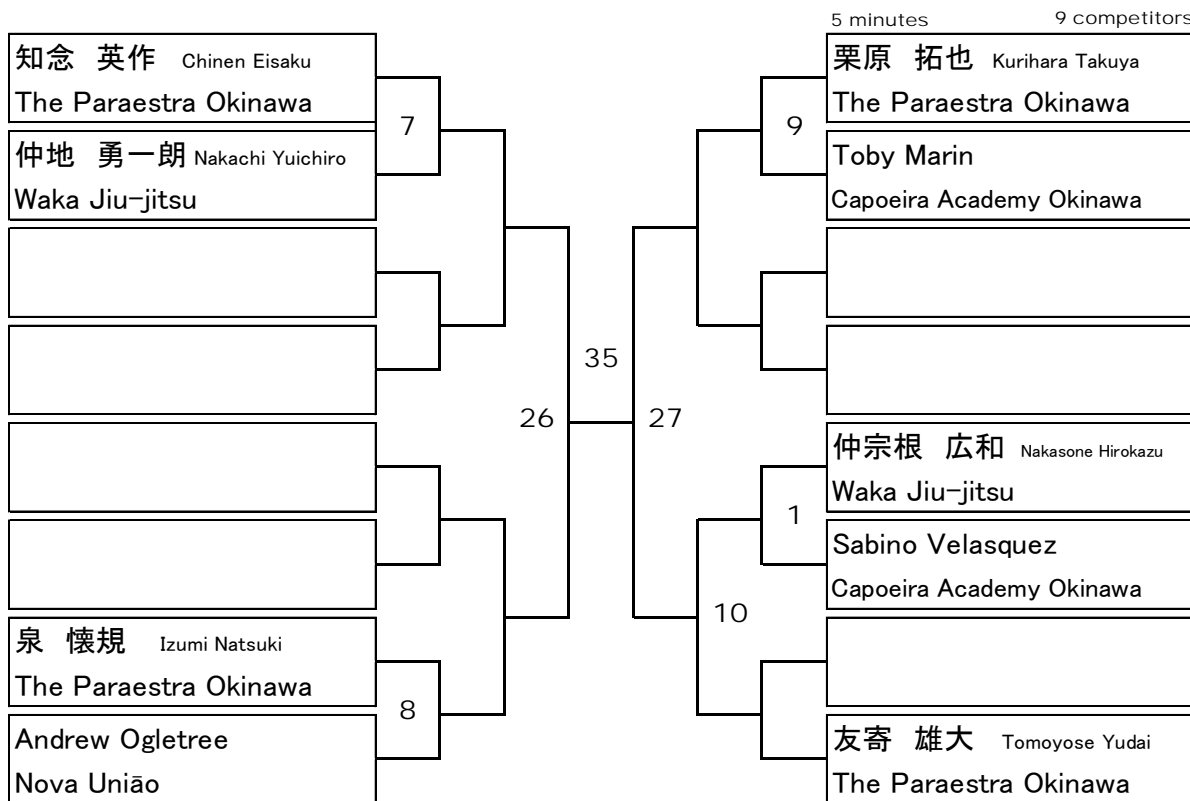 5 minutes 9 competitors
知念 英作 Chinen Eisaku
The Paraestra Okinawa
仲地 勇一朗 Nakachi Yuichiro
Waka Jiu-jitsu
泉 懐規 Izumi Natsuki
The Paraestra Okinawa
Andrew Ogletree
Nova União
7
8
26
35
27
9
1
10
栗原 拓也 Kurihara Takuya
The Paraestra Okinawa
Toby Marin
Capoeira Academy Okinawa
仲宗根 広和 Nakasone Hirokazu
Waka Jiu-jitsu
Sabino Velasquez
Capoeira Academy Okinawa
友寄 雄大 Tomoyose Yudai
The Paraestra Okinawa